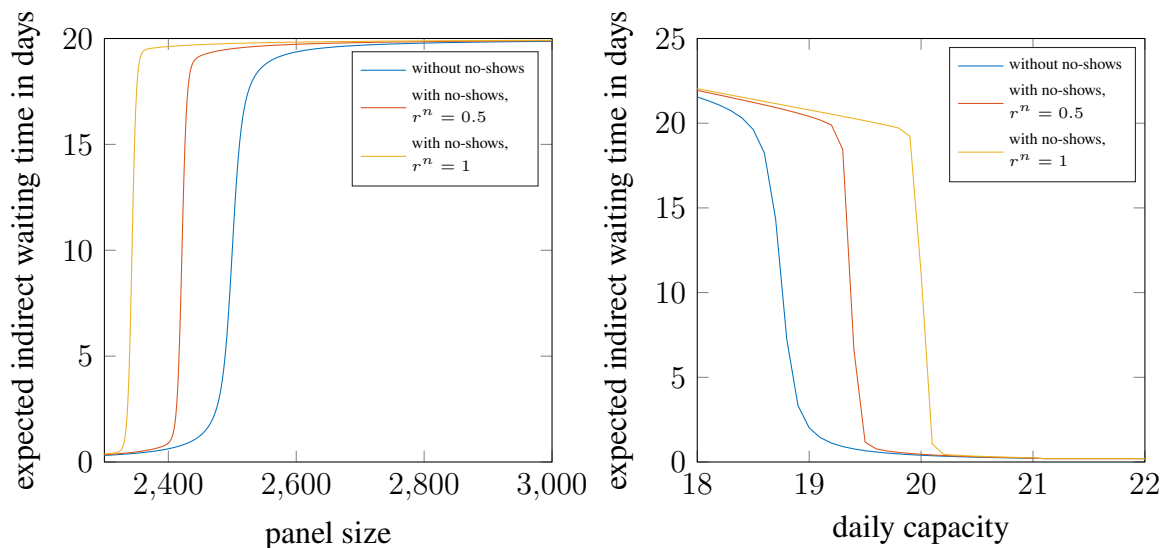 expected indirect waiting time in days
20
15
10
5
0
2,400
2,600
2,800
3,000
panel size
without no-shows
with no-shows,
r^n = 0.5
with no-shows,
r^n = 1
expected indirect waiting time in days
25
20
15
10
5
0
18
19
20
21
22
daily capacity
without no-shows
with no-shows,
r^n = 0.5
with no-shows,
r^n = 1